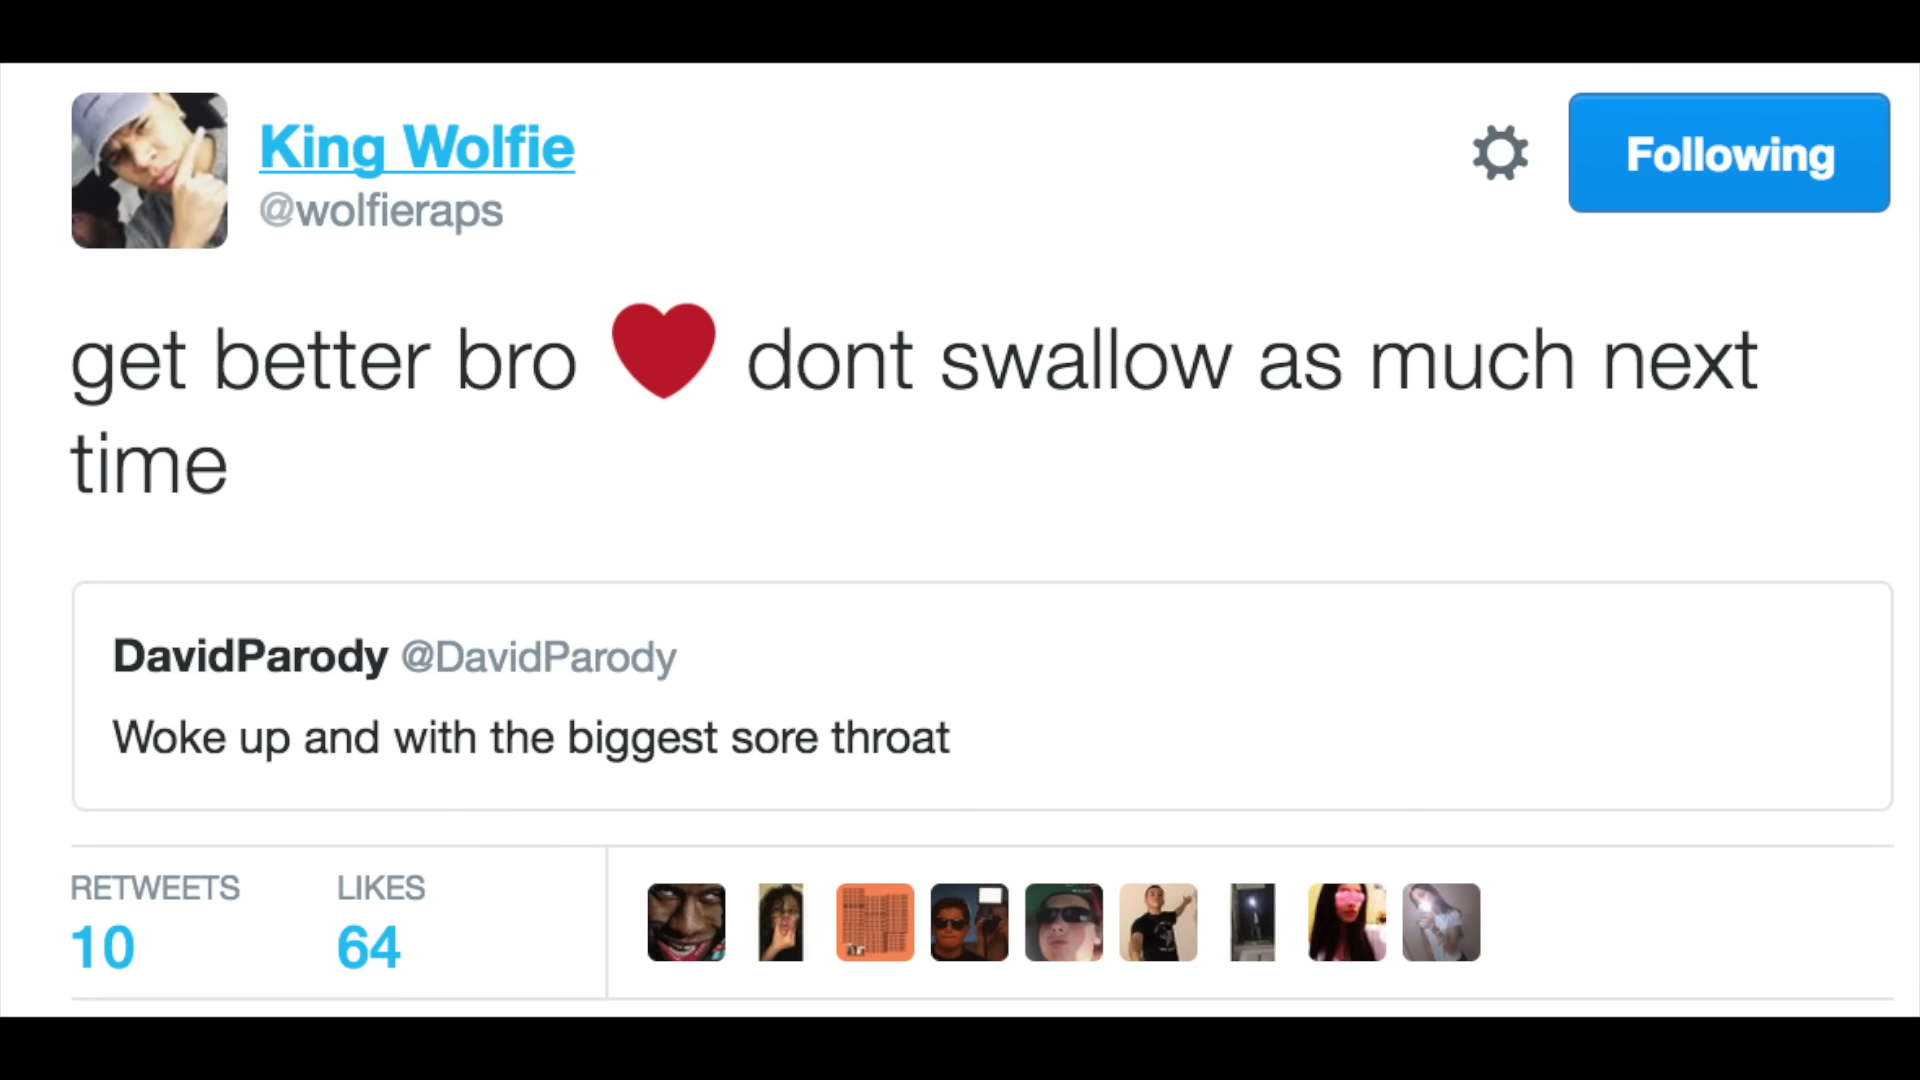 King Wolfie
@wolfieraps
Following
get better bro ❤ dont swallow as much next
time
DavidParody @DavidParody
Woke up and with the biggest sore throat
RETWEETS
LIKES
10
64